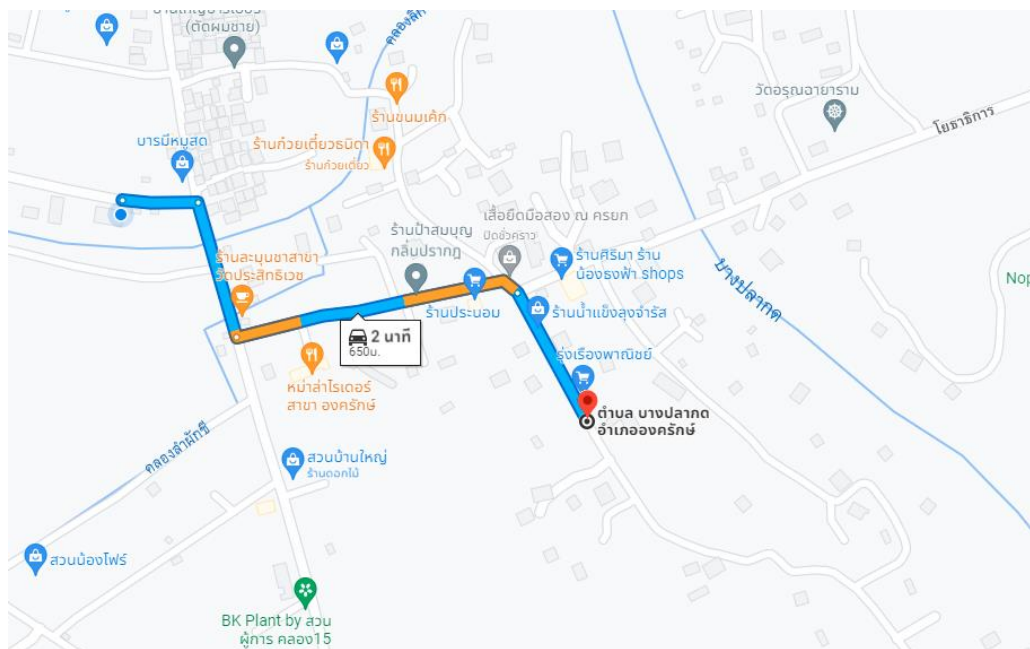 (ตัดผมชาย)
คลองลำผักชี
วัดอรุณฉายาราม
ร้านขนมเค้ก
โยธาธิการ
บารมีหมูสด
ร้านก๋วยเตี๋ยวธนิดา
ร้านก๋วยเตี๋ยว
เสื้อยืดมือสอง ณ ครยก
ปิดชั่วคราว
ร้านป้าสมบุญ
กลิ่นปรากฎ
ร้านละมุนชาสาขา
วัดประสิทธิเวช
ร้านศิริมา ร้าน
น้องธงฟ้า shops
บางปลากด
Nop
ร้านประนอม
ร้านน้ำแข็งลุงจำรัส
2 นาที
650ม.
รุ่งเรืองพาณิชย์
หม่าล่าไรเดอร์
สาขา องครักษ์
ตำบล บางปลากด
อำเภอองครักษ์
คลองลำผักชี
สวนบ้านใหญ่
ร้านดอกไม้
สวนน้องโฟร์
BK Plant by สวน
ผู้การ คลอง15